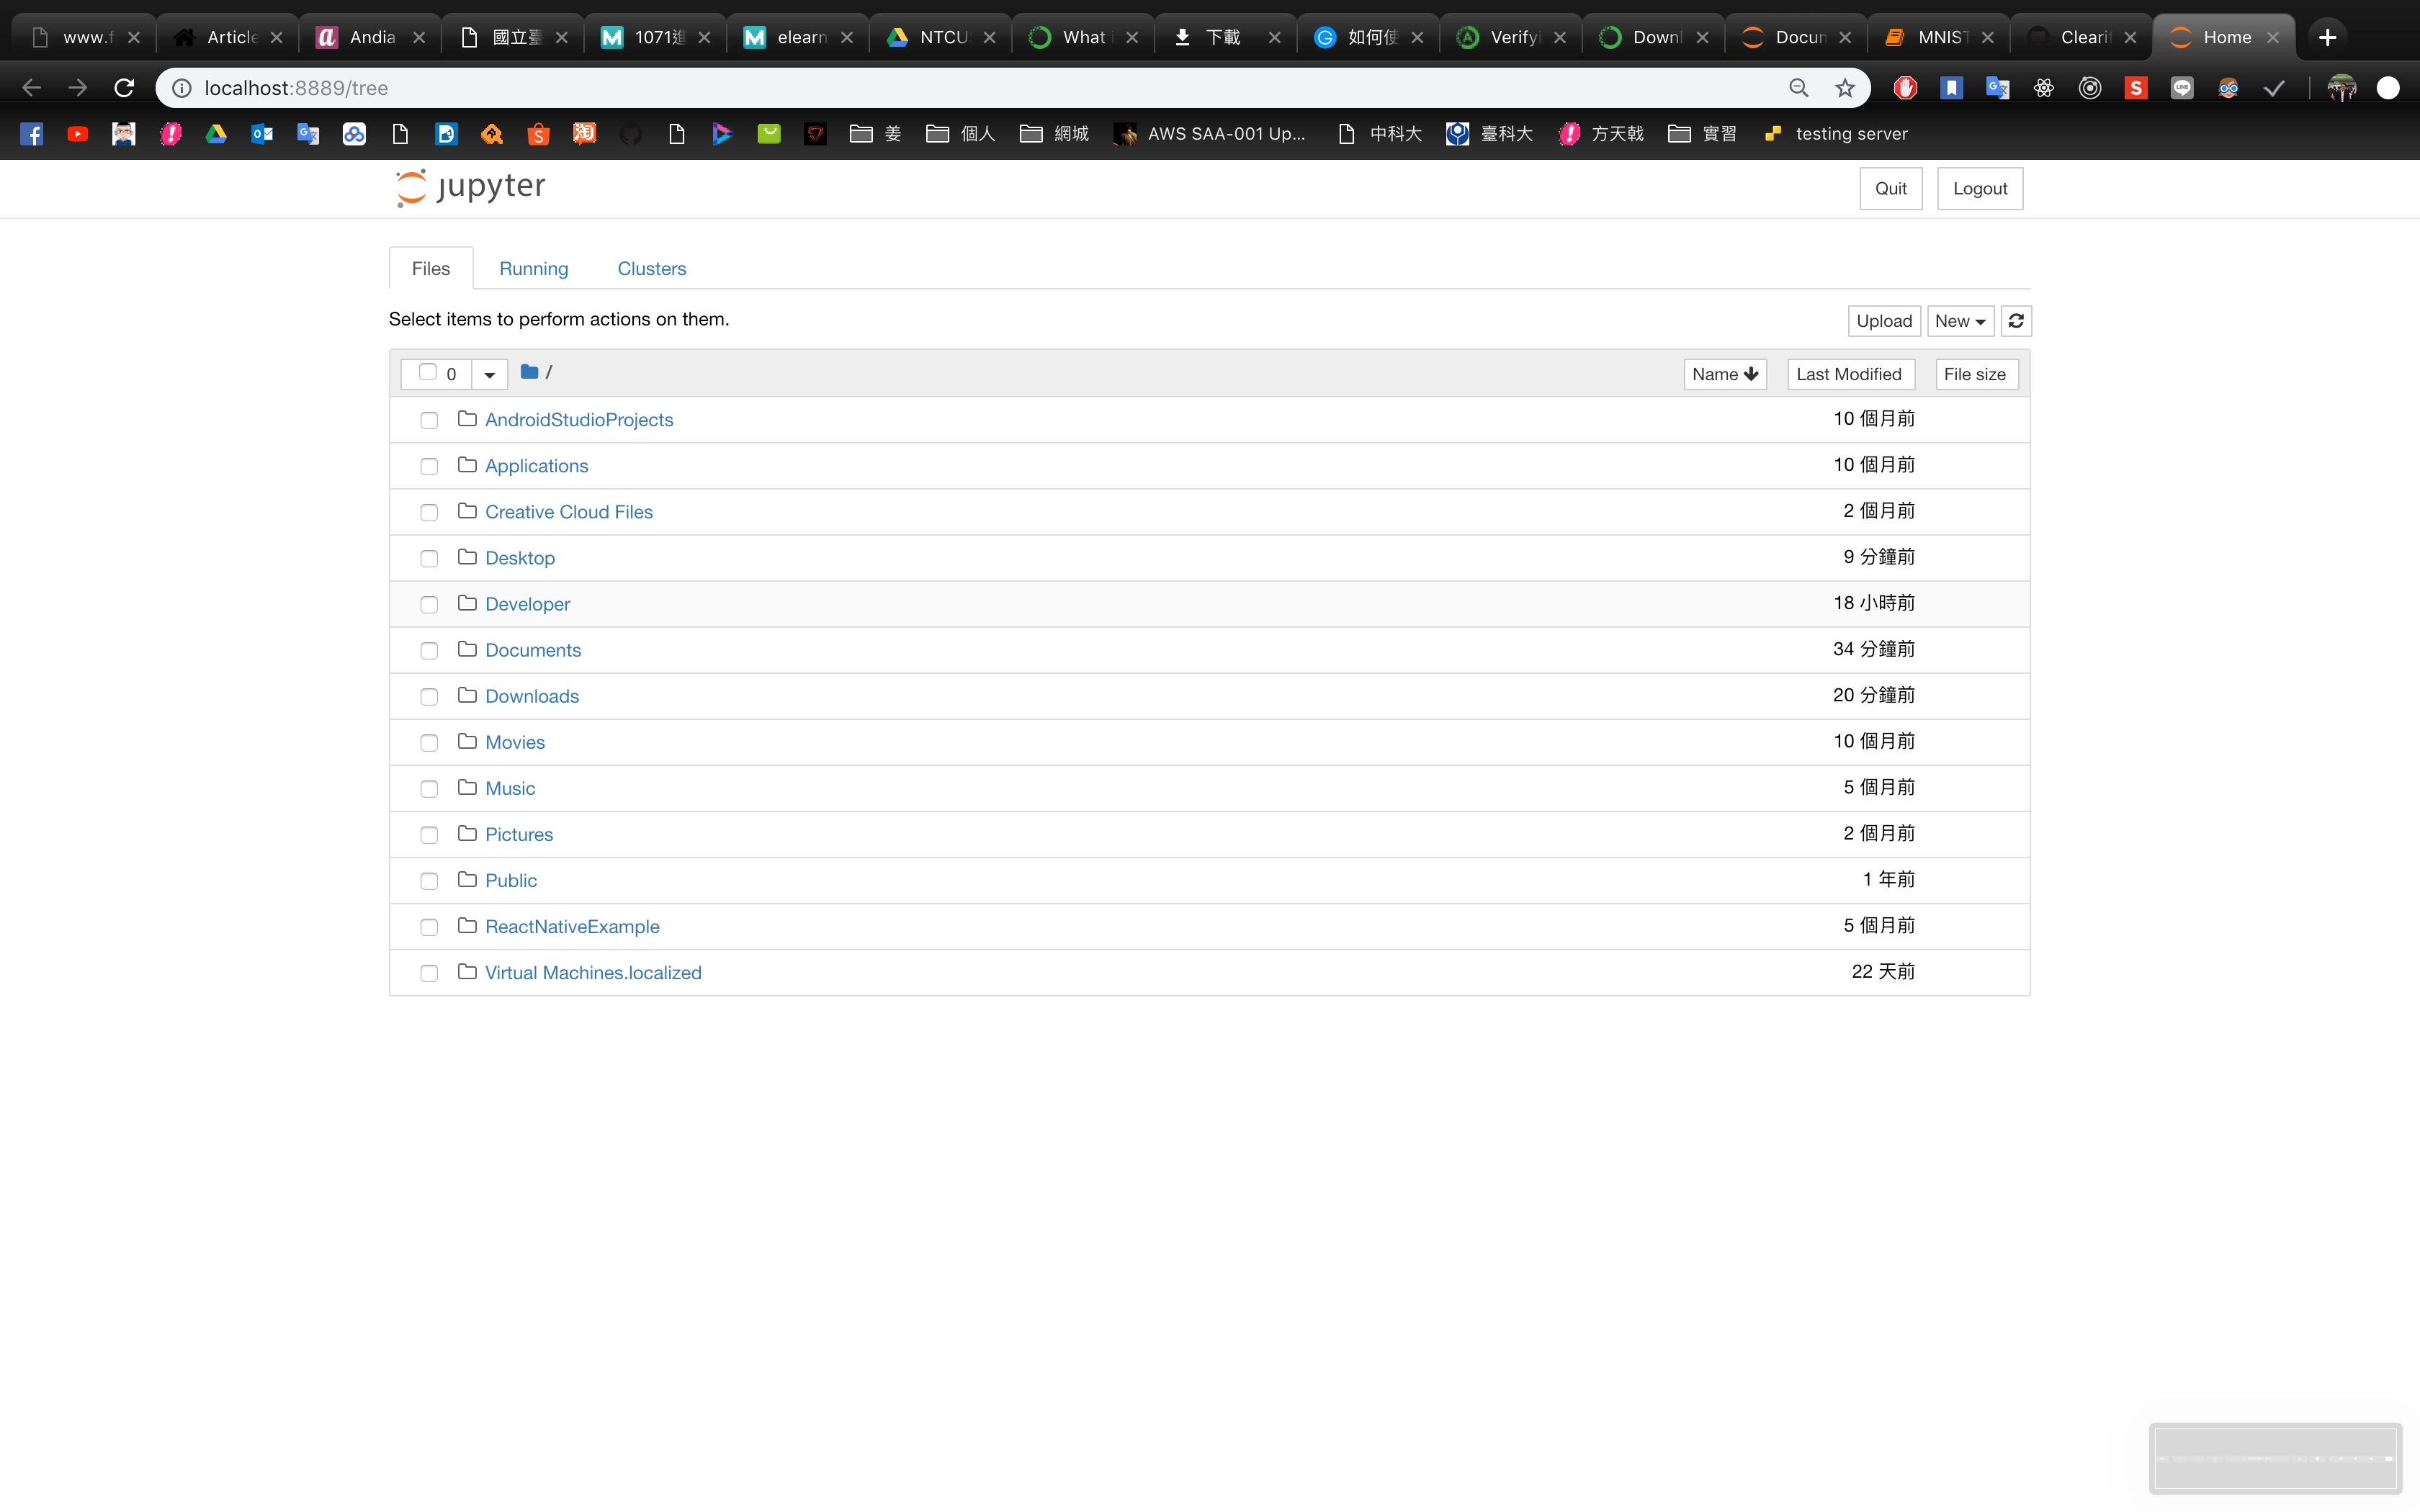 www.f Article Andia 國立臺 1071進 elearn NTCU What i 下載 如何使 Verifyi Downl Docun MNIST Clearif Home
localhost:8889/tree
姜 個人 網城 AWS SAA-001 Up... 中科大 臺科大 方天戟 實習 testing server
jupyter Quit Logout
Files Running Clusters
Select items to perform actions on them. Upload New
0 / Name Last Modified File size
AndroidStudioProjects 10 個月前
Applications 10 個月前
Creative Cloud Files 2 個月前
Desktop 9 分鐘前
Developer 18 小時前
Documents 34 分鐘前
Downloads 20 分鐘前
Movies 10 個月前
Music 5 個月前
Pictures 2 個月前
Public 1 年前
ReactNativeExample 5 個月前
Virtual Machines.localized 22 天前